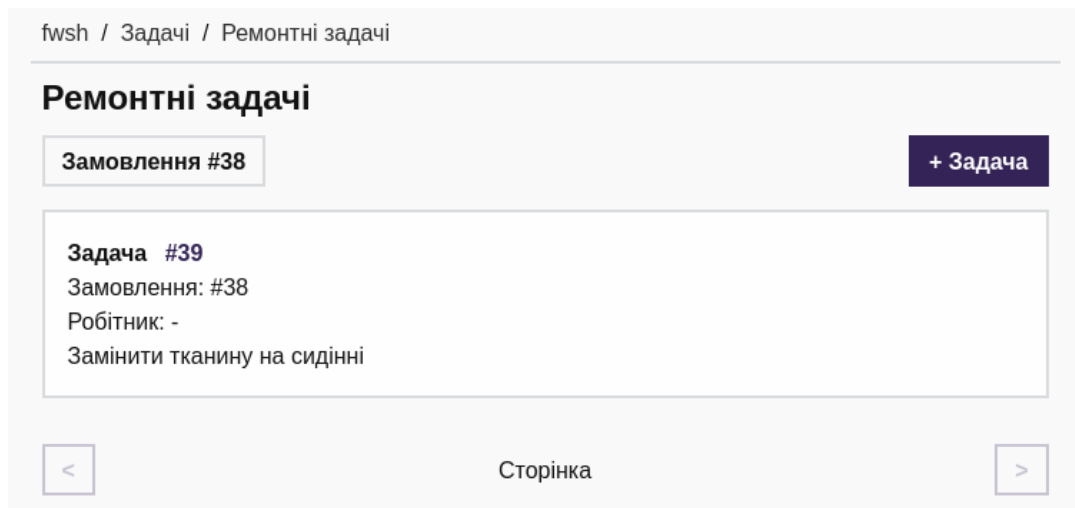 fwsh / Задачі / Ремонтні задачі
Ремонтні задачі
Замовлення #38
+ Задача
Задача #39
Замовлення: #38
Робітник: -
Замінити тканину на сидінні
< Сторінка >